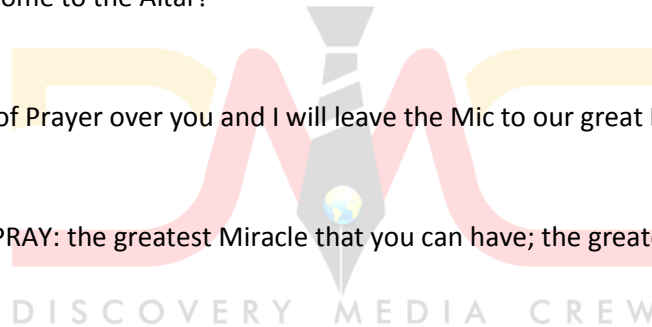 ome to the Altar?
of Prayer over you and I will leave the Mic to our great
PRAY: the greatest Miracle that you can have; the great
DISCOVERY MEDIA CREW